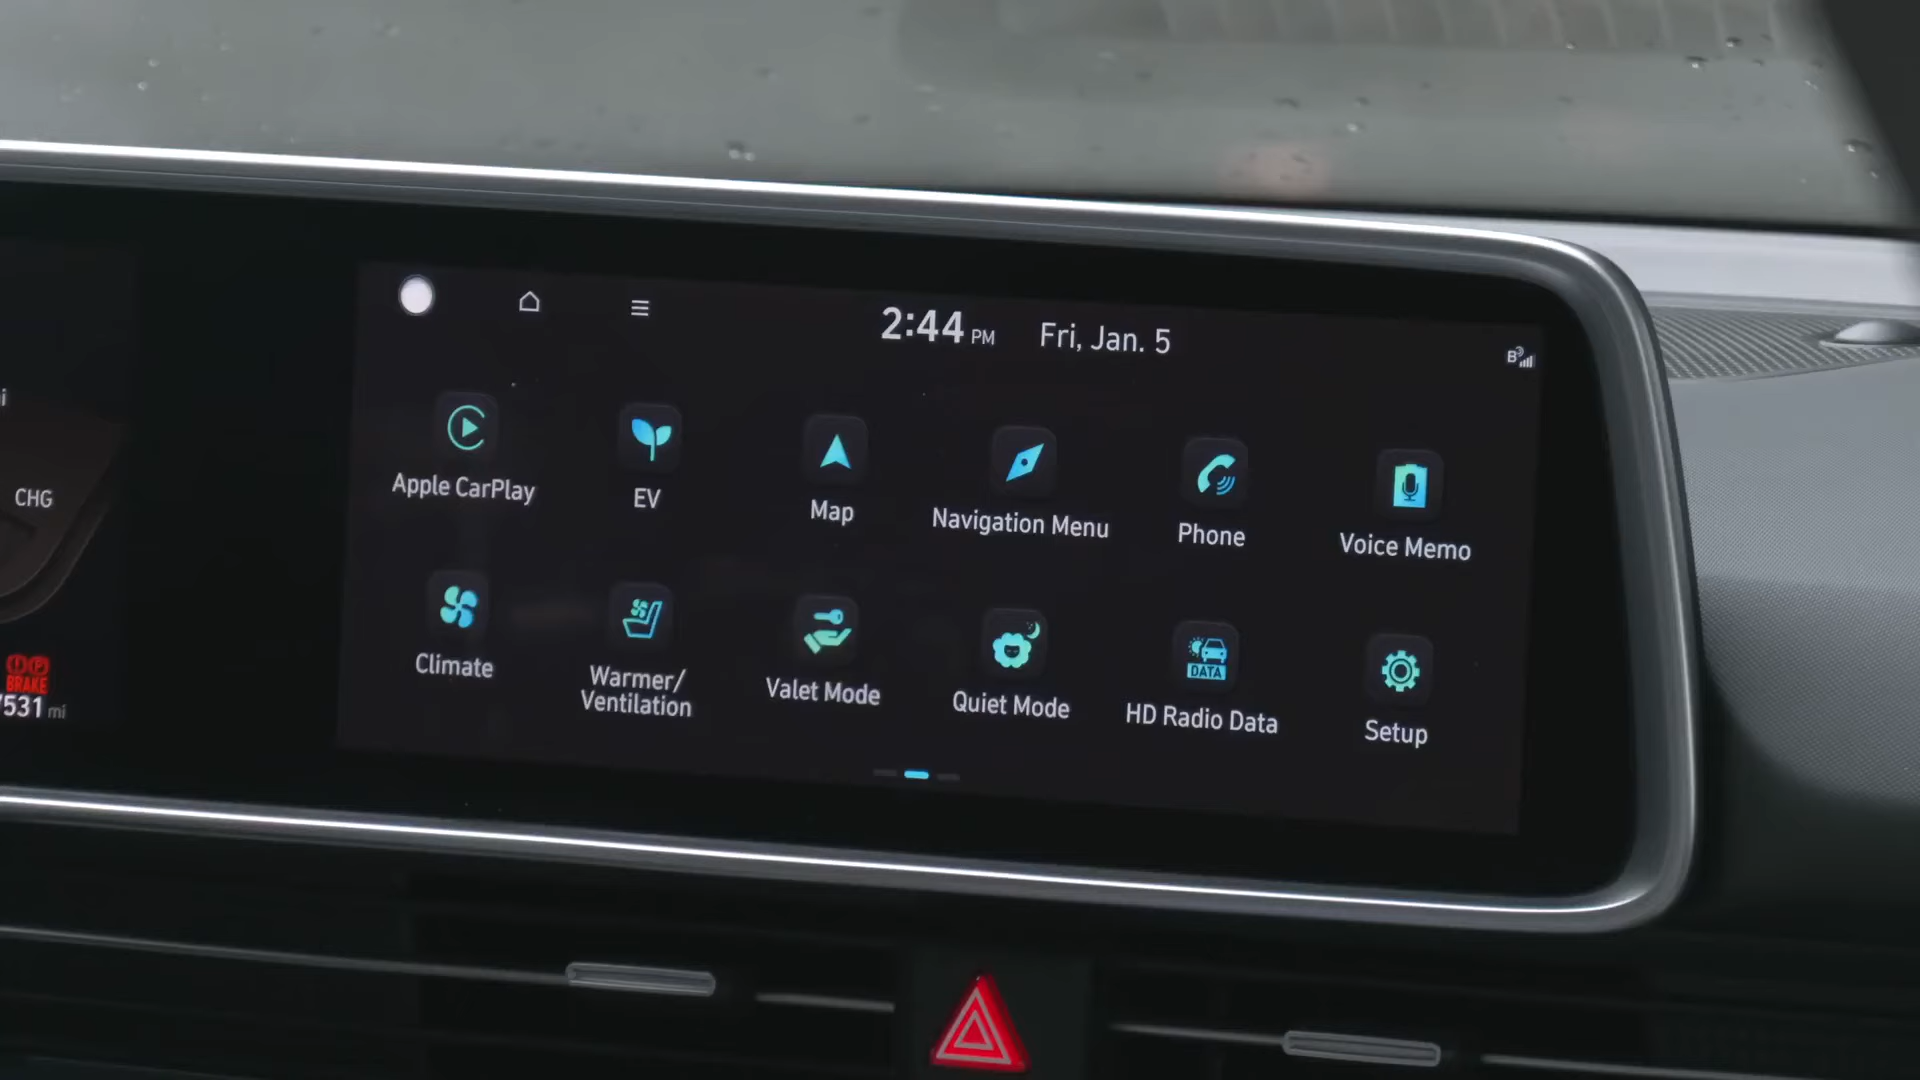 2:44 PM Fri, Jan. 5
B
Apple CarPlay
EV
Map
Navigation Menu
Phone
Voice Memo
Climate
Warmer/
Ventilation
Valet Mode
Quiet Mode
DATA
HD Radio Data
Setup
CHG
BRAKE
531 mi